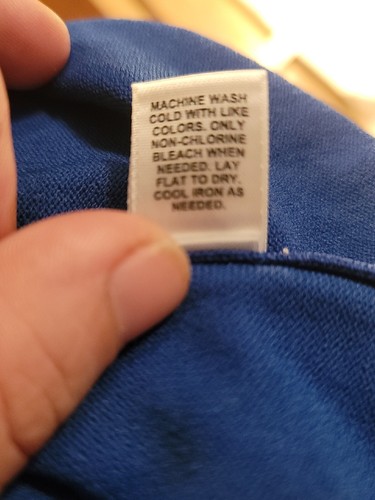 MACHINE WASH
COLD WITH LIKE
COLORS. ONLY
NON-CHLORINE
BLEACH WHEN
NEEDED. LAY
FLAT TO DRY.
COOL IRON AS
NEEDED.